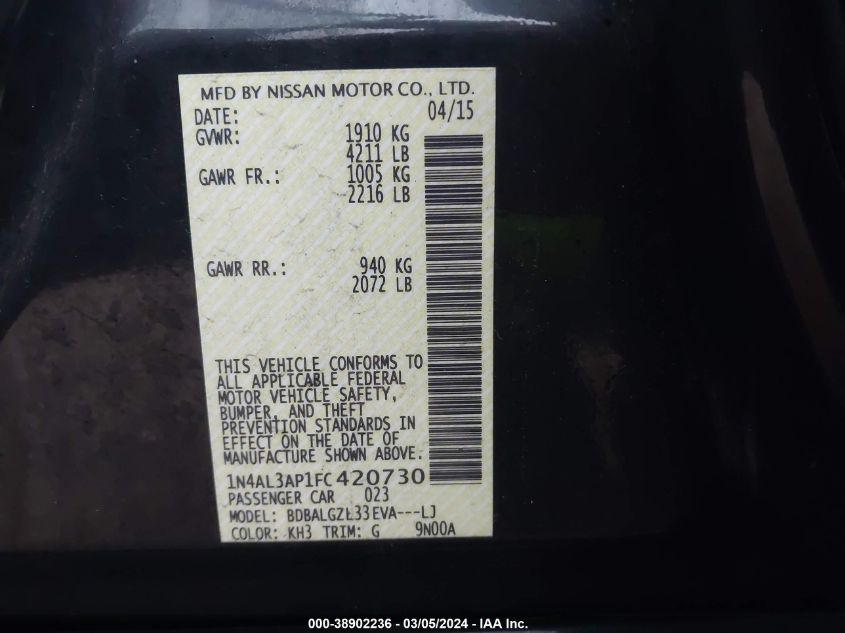 MFD BY NISSAN MOTOR CO., LTD.
DATE: 04/15
GVWR: 1910 KG
4211 LB
GAWR FR.: 1005 KG
2216 LB
GAWR RR.: 940 KG
2072 LB
THIS VEHICLE CONFORMS TO
ALL APPLICABLE FEDERAL
MOTOR VEHICLE SAFETY,
BUMPER, AND THEFT
PREVENTION STANDARDS IN
EFFECT ON THE DATE OF
MANUFACTURE SHOWN ABOVE.
1N4AL3AP1FC420730
PASSENGER CAR 023
MODEL: BDBALGZL33EVA---LJ
COLOR: KH3 TRIM: G 9N00A
000-38902236 - 03/05/2024 - IAA Inc.